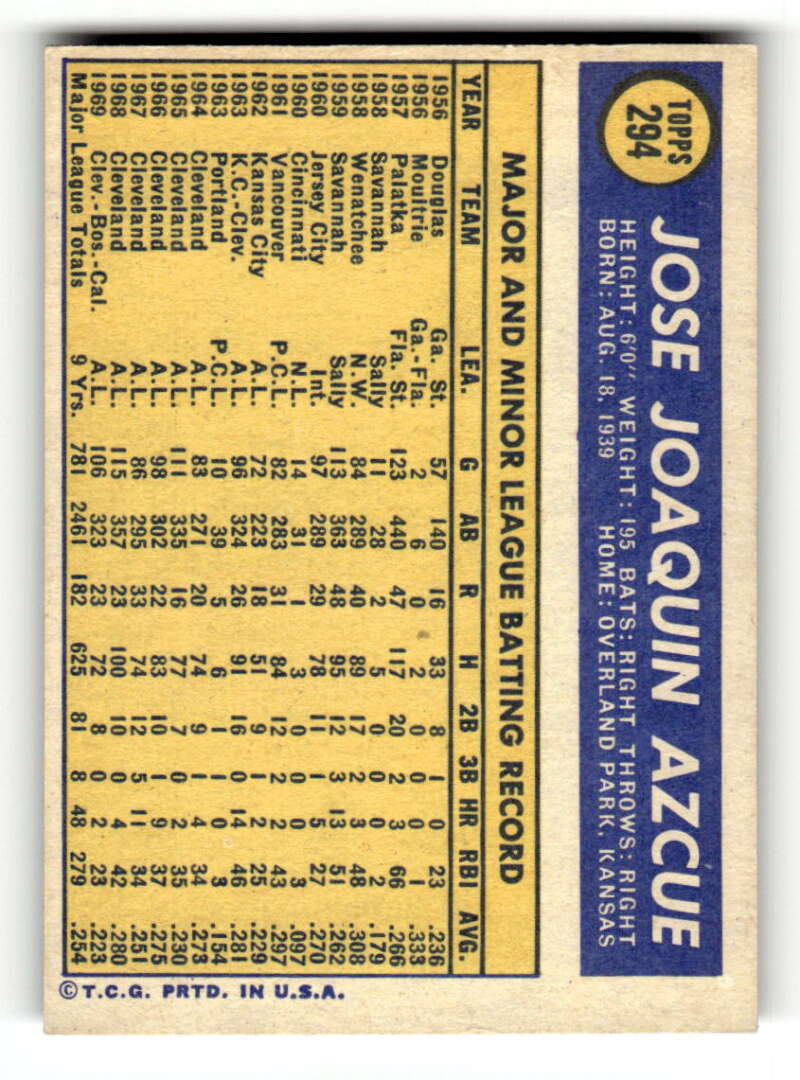 TOPPS
294
JOSE JOAQUIN AZCUE
HEIGHT: 6'0" WEIGHT: 195 BATS: RIGHT THROWS: RIGHT
BORN: AUG. 18, 1939 HOME: OVERLAND PARK, KANSAS
MAJOR AND MINOR LEAGUE BATTING RECORD
YEAR TEAM LEA. G AB R H 2B 3B HR RBI AVG.
1956 Douglas Ga. St. 57 140 16 33 8 1 0 23 .236
1956 Moultrie Ga.-Fla. 2 6 0 2 0 0 0 1 .333
1957 Palatka Fla. St. 123 440 47 117 20 2 3 66 .266
1958 Savannah Sally 11 28 2 5 0 0 0 2 .179
1958 Wenatchee N.W. 84 289 40 89 17 2 3 48 .308
1959 Savannah Sally 113 363 48 95 12 3 13 51 .262
1960 Jersey City Int. 97 289 29 78 11 1 5 27 .270
1960 Cincinnati N.L. 14 31 1 3 0 0 0 3 .097
1961 Vancouver P.C.L. 82 283 31 84 12 2 2 43 .297
1962 Kansas City A.L. 72 223 18 51 9 1 2 25 .229
1963 K.C.-Clev. A.L. 96 324 26 91 16 0 14 46 .281
1963 Portland P.C.L. 10 39 5 6 1 1 0 3 .154
1964 Cleveland A.L. 83 271 20 74 9 1 4 34 .273
1965 Cleveland A.L. 111 335 16 77 7 0 2 35 .230
1966 Cleveland A.L. 98 302 22 83 10 1 9 37 .275
1967 Cleveland A.L. 86 295 33 74 12 5 11 34 .251
1968 Cleveland A.L. 115 357 23 100 10 0 4 42 .280
1969 Clev.-Bos.-Cal. A.L. 106 323 23 72 8 0 2 23 .223
Major League Totals 9 Yrs. 781 2461 182 625 81 8 48 279 .254
© T.C.G. PRTD. IN U.S.A.